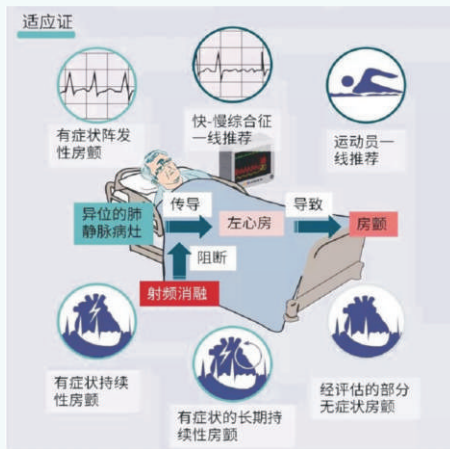 适应证
有症状阵发
性房颤
快-慢综合征
一线推荐
运动员一
线推荐
异位的肺
静脉病灶
传导
左心房
导致
房颤
阻断
射频消融
有症状持续
性房颤
有症状的长期持
续性房颤
经评估的部分
无症状房颤